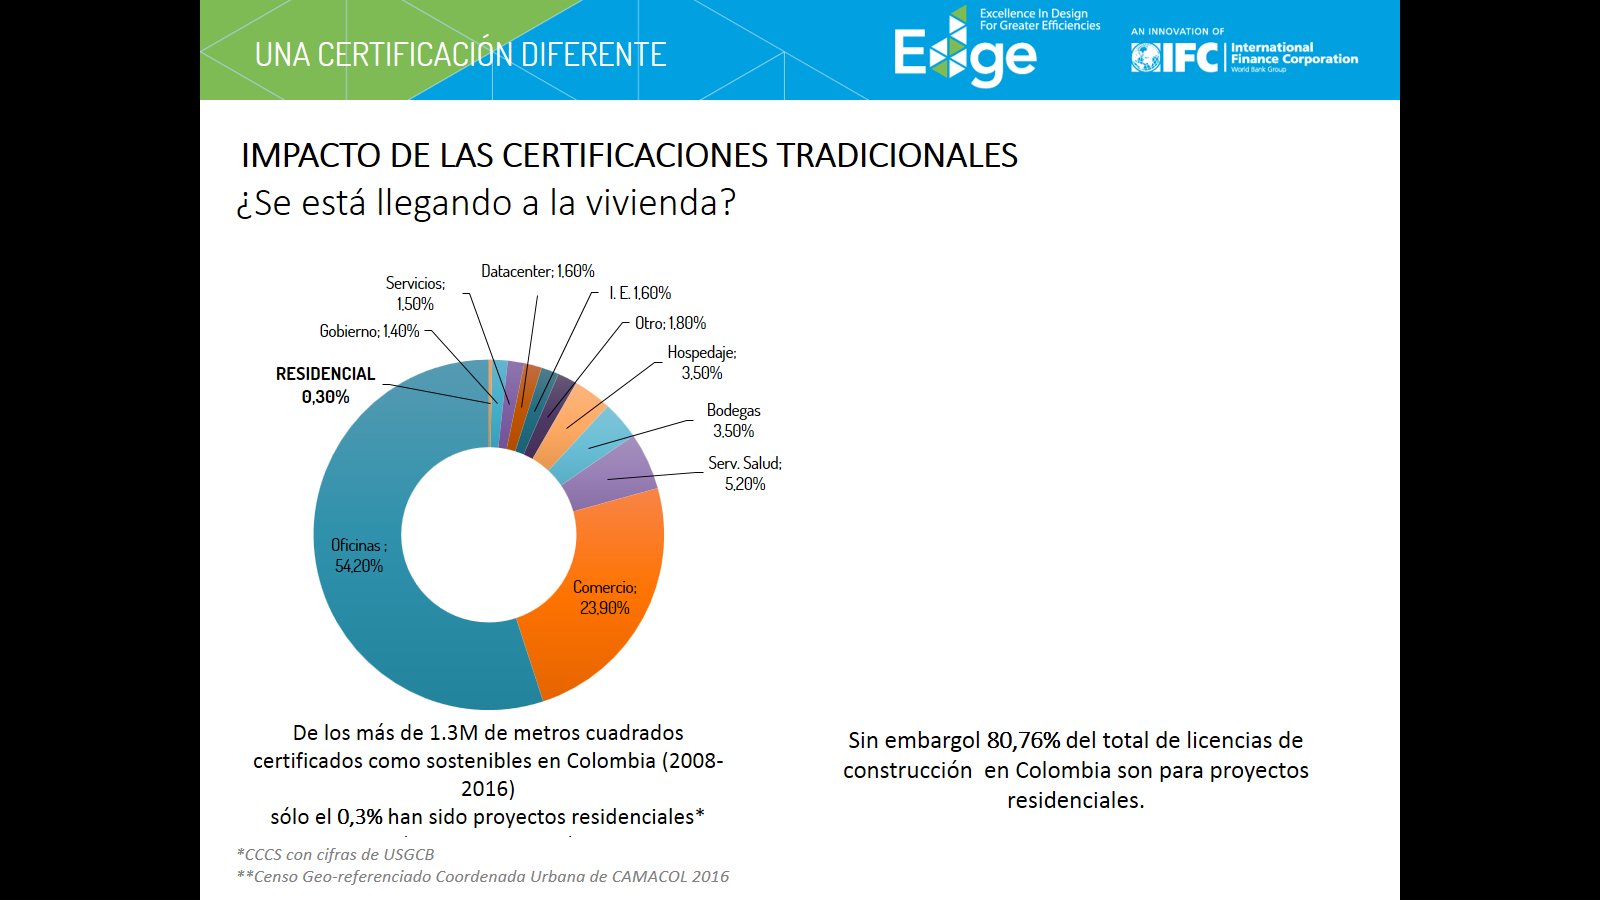 UNA CERTIFICACIÓN DIFERENTE
Edge
Excellence In Design
For Greater Efficiencies
AN INNOVATION OF
IFC
International
Finance Corporation
World Bank Group
IMPACTO DE LAS CERTIFICACIONES TRADICIONALES
¿Se está llegando a la vivienda?
Datacenter; 1,60%
Servicios;
1,50%
I. E. 1,60%
Gobierno; 1,40%
Otro; 1,80%
Hospedaje;
3,50%
RESIDENCIAL
0,30%
Bodegas
3,50%
Serv. Salud;
5,20%
Oficinas ;
54,20%
Comercio;
23,90%
De los más de 1.3M de metros cuadrados
certificados como sostenibles en Colombia (2008-
2016)
sólo el 0,3% han sido proyectos residenciales*
Sin embargol 80,76% del total de licencias de
construcción en Colombia son para proyectos
residenciales.
*CCCS con cifras de USGCB
**Censo Geo-referenciado Coordenada Urbana de CAMACOL 2016